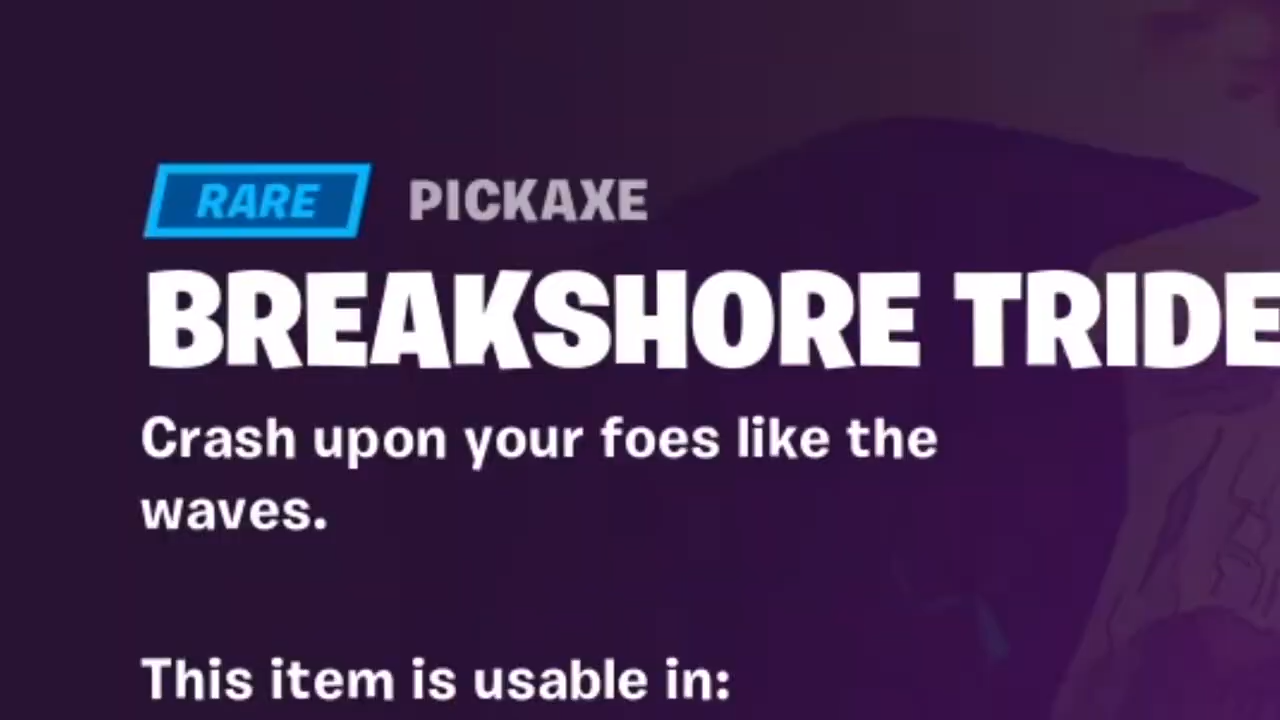 RARE PICKAXE
BREAKSHORE TRIDE
Crash upon your foes like the
waves.
This item is usable in: